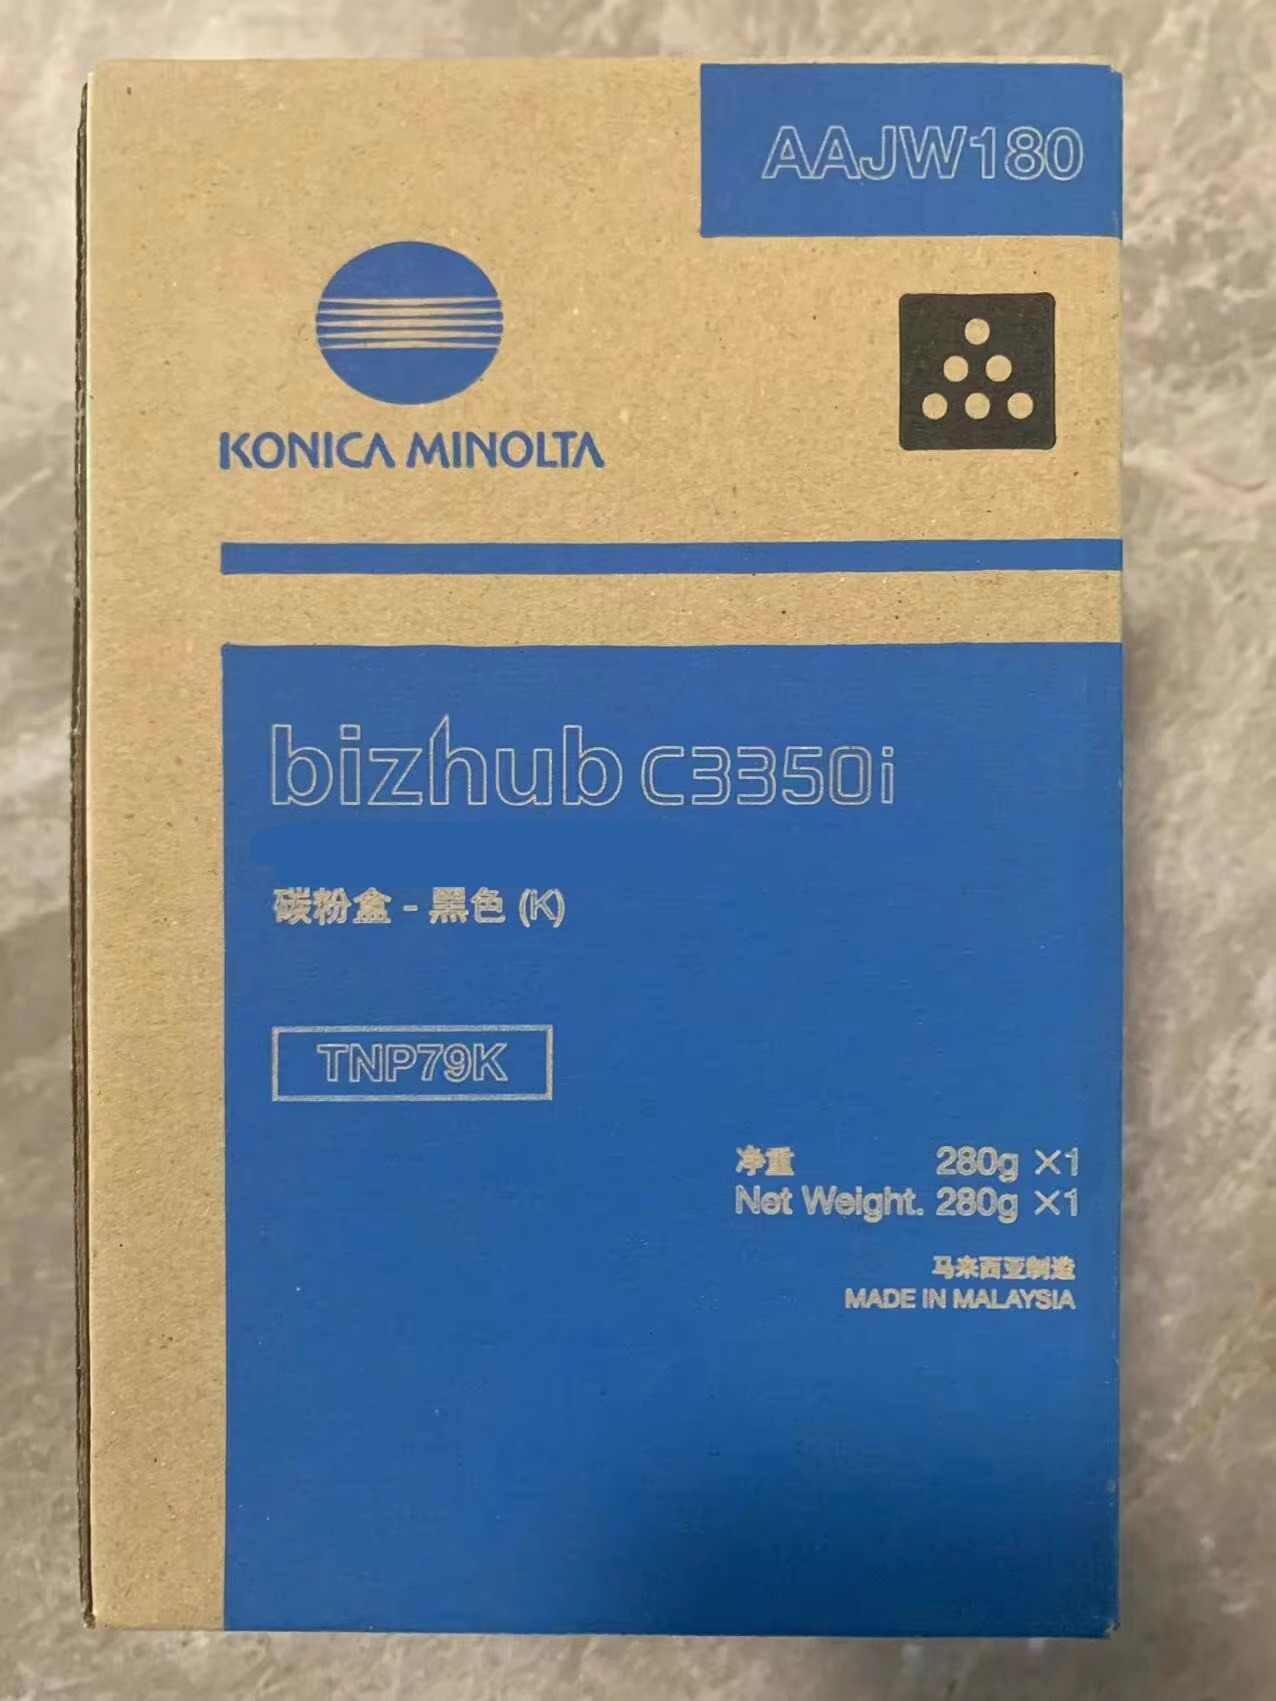 AAJW180
KONICA MINOLTA
bizhub C3350i
碳粉盒 - 黑色 (K)
TNP79K
净重 280g ×1
Net Weight. 280g ×1
马来西亚制造
MADE IN MALAYSIA